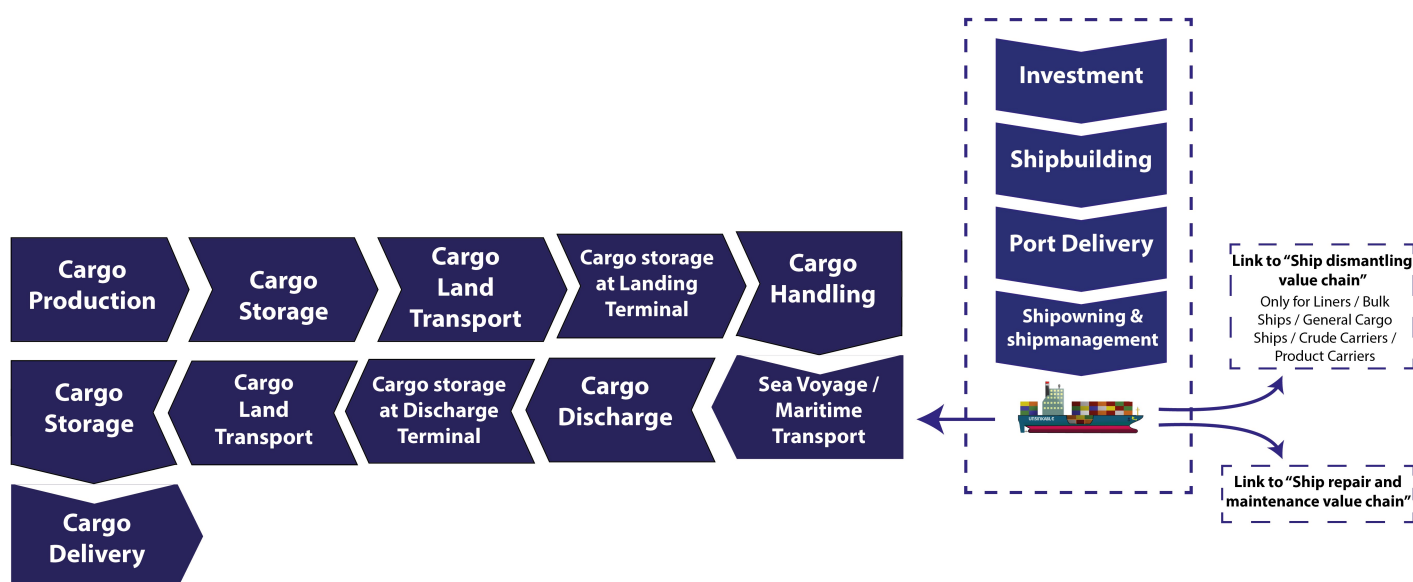 Investment
Shipbuilding
Port Delivery
Shipowning &
shipmanagement
Cargo
Production
Cargo
Storage
Cargo
Land
Transport
Cargo storage
at Landing
Terminal
Cargo
Handling
Sea Voyage /
Maritime
Transport
Cargo
Discharge
Cargo storage
at Discharge
Terminal
Cargo
Land
Transport
Cargo
Storage
Cargo
Delivery
Link to “Ship dismantling
value chain”
Only for Liners / Bulk
Ships / General Cargo
Ships / Crude Carriers /
Product Carriers
Link to “Ship repair and
maintenance value chain”